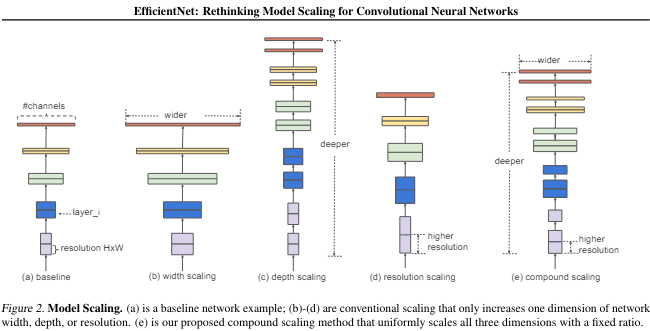 EfficientNet: Rethinking Model Scaling for Convolutional Neural Networks
#channels
layer_i
resolution HxW
(a) baseline
wider
(b) width scaling
deeper
(c) depth scaling
higher
resolution
(d) resolution scaling
wider
deeper
higher
resolution
(e) compound scaling
Figure 2. Model Scaling. (a) is a baseline network example; (b)-(d) are conventional scaling that only increases one dimension of network
width, depth, or resolution. (e) is our proposed compound scaling method that uniformly scales all three dimensions with a fixed ratio.